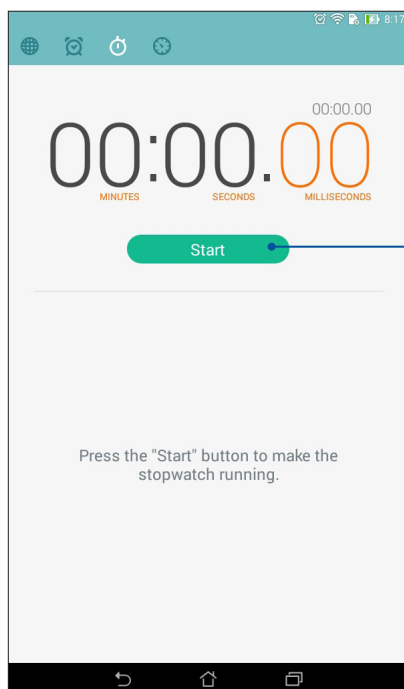 8:17
00:00.00
00:00.00
MINUTES SECONDS MILLISECONDS
Start
Press the "Start" button to make the
stopwatch running.